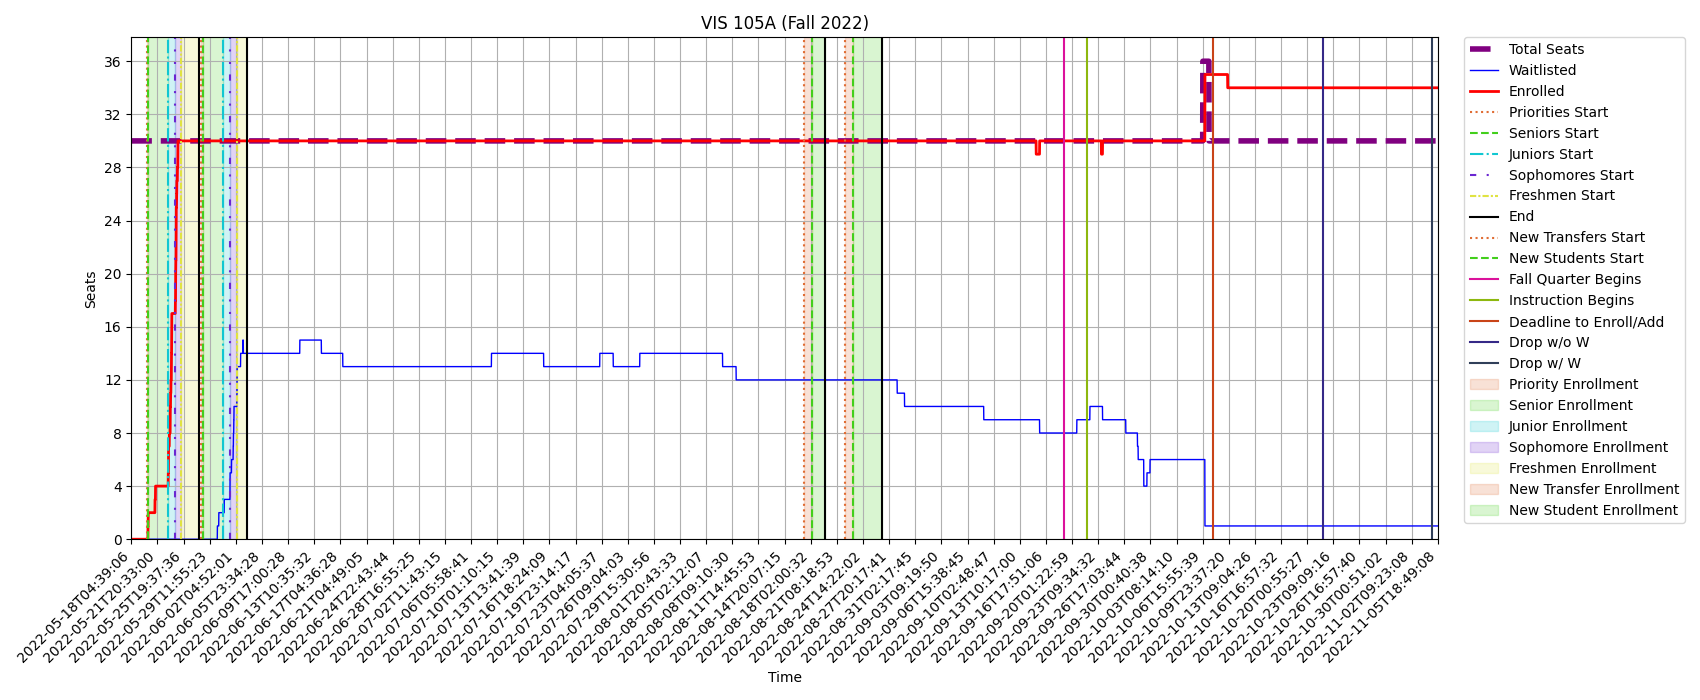 VIS 105A (Fall 2022)
Seats
36
32
28
24
20
16
12
8
4
0
2022-05-18T04:39:06
2022-05-21T20:33:00
2022-05-25T19:37:36
2022-05-29T11:55:23
2022-06-02T04:52:01
2022-06-05T23:34:28
2022-06-09T17:00:28
2022-06-13T10:35:32
2022-06-17T04:36:28
2022-06-21T04:49:05
2022-06-24T22:43:44
2022-06-28T16:55:25
2022-07-02T11:43:15
2022-07-06T05:58:41
2022-07-10T01:10:15
2022-07-13T13:41:39
2022-07-16T18:24:09
2022-07-19T23:14:17
2022-07-23T04:05:37
2022-07-26T09:04:03
2022-07-29T15:30:56
2022-08-01T20:43:33
2022-08-05T02:12:07
2022-08-08T09:10:30
2022-08-11T14:45:53
2022-08-14T20:07:15
2022-08-18T02:00:32
2022-08-21T08:18:53
2022-08-24T14:22:02
2022-08-27T20:17:41
2022-08-31T02:17:45
2022-09-03T09:19:50
2022-09-06T15:38:45
2022-09-10T02:48:47
2022-09-13T10:17:00
2022-09-16T17:51:06
2022-09-20T01:22:59
2022-09-23T09:34:32
2022-09-26T17:03:44
2022-09-30T00:40:38
2022-10-03T08:14:10
2022-10-06T15:55:39
2022-10-09T23:37:20
2022-10-13T09:04:26
2022-10-16T16:57:32
2022-10-20T00:55:27
2022-10-23T09:09:16
2022-10-26T16:57:40
2022-10-30T00:51:02
2022-11-02T09:23:08
2022-11-05T18:49:08
Time
Total Seats
Waitlisted
Enrolled
Priorities Start
Seniors Start
Juniors Start
Sophomores Start
Freshmen Start
End
New Transfers Start
New Students Start
Fall Quarter Begins
Instruction Begins
Deadline to Enroll/Add
Drop w/o W
Drop w/ W
Priority Enrollment
Senior Enrollment
Junior Enrollment
Sophomore Enrollment
Freshmen Enrollment
New Transfer Enrollment
New Student Enrollment